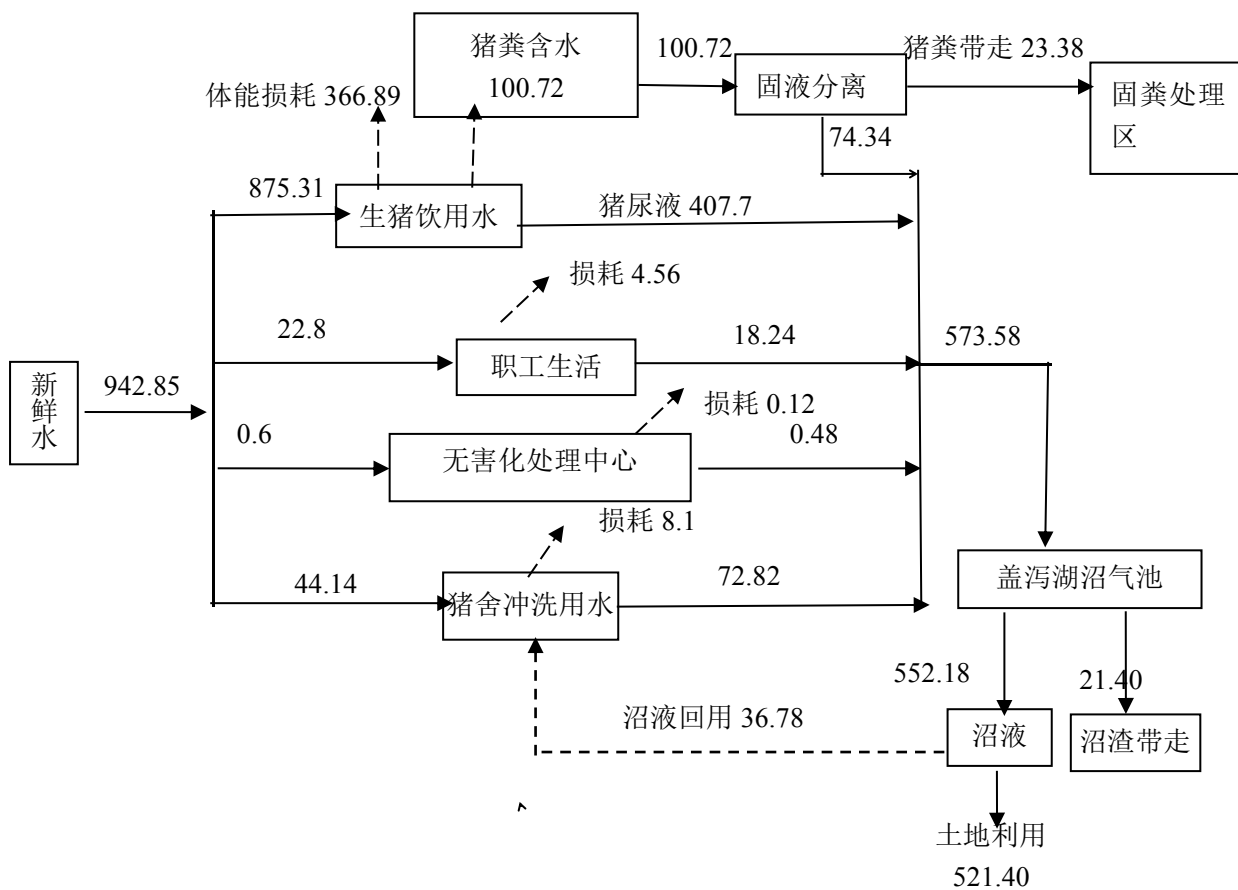 猪粪含水
100.72
100.72
固液分离
猪粪带走 23.38
固粪处理
区
体能损耗 366.89
74.34
875.31
生猪饮用水
猪尿液 407.7
损耗 4.56
22.8
职工生活
18.24
573.58
新鲜水
942.85
损耗 0.12
0.6
无害化处理中心
0.48
损耗 8.1
44.14
猪舍冲洗用水
72.82
盖泻湖沼气池
552.18
21.40
沼液回用 36.78
沼液
沼渣带走
土地利用
521.40